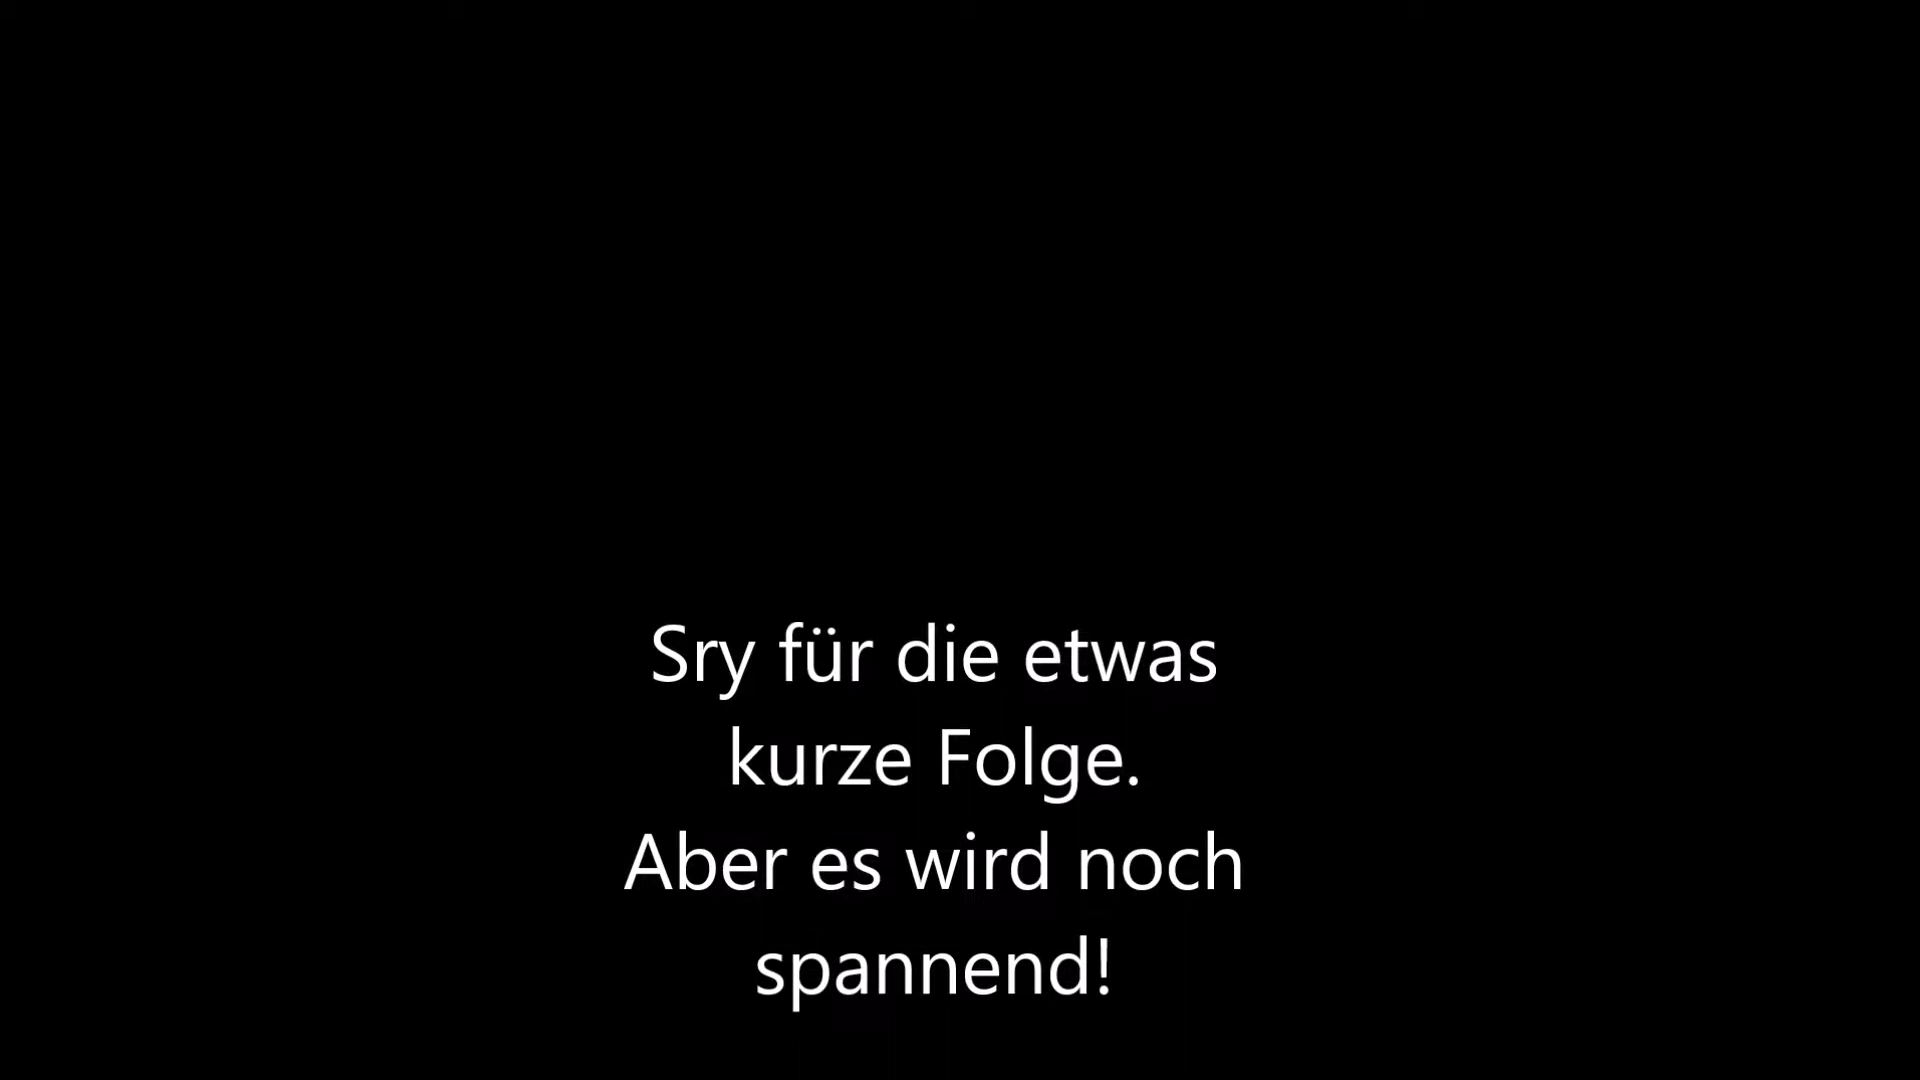 Sry für die etwas
kurze Folge.
Aber es wird noch
spannend!